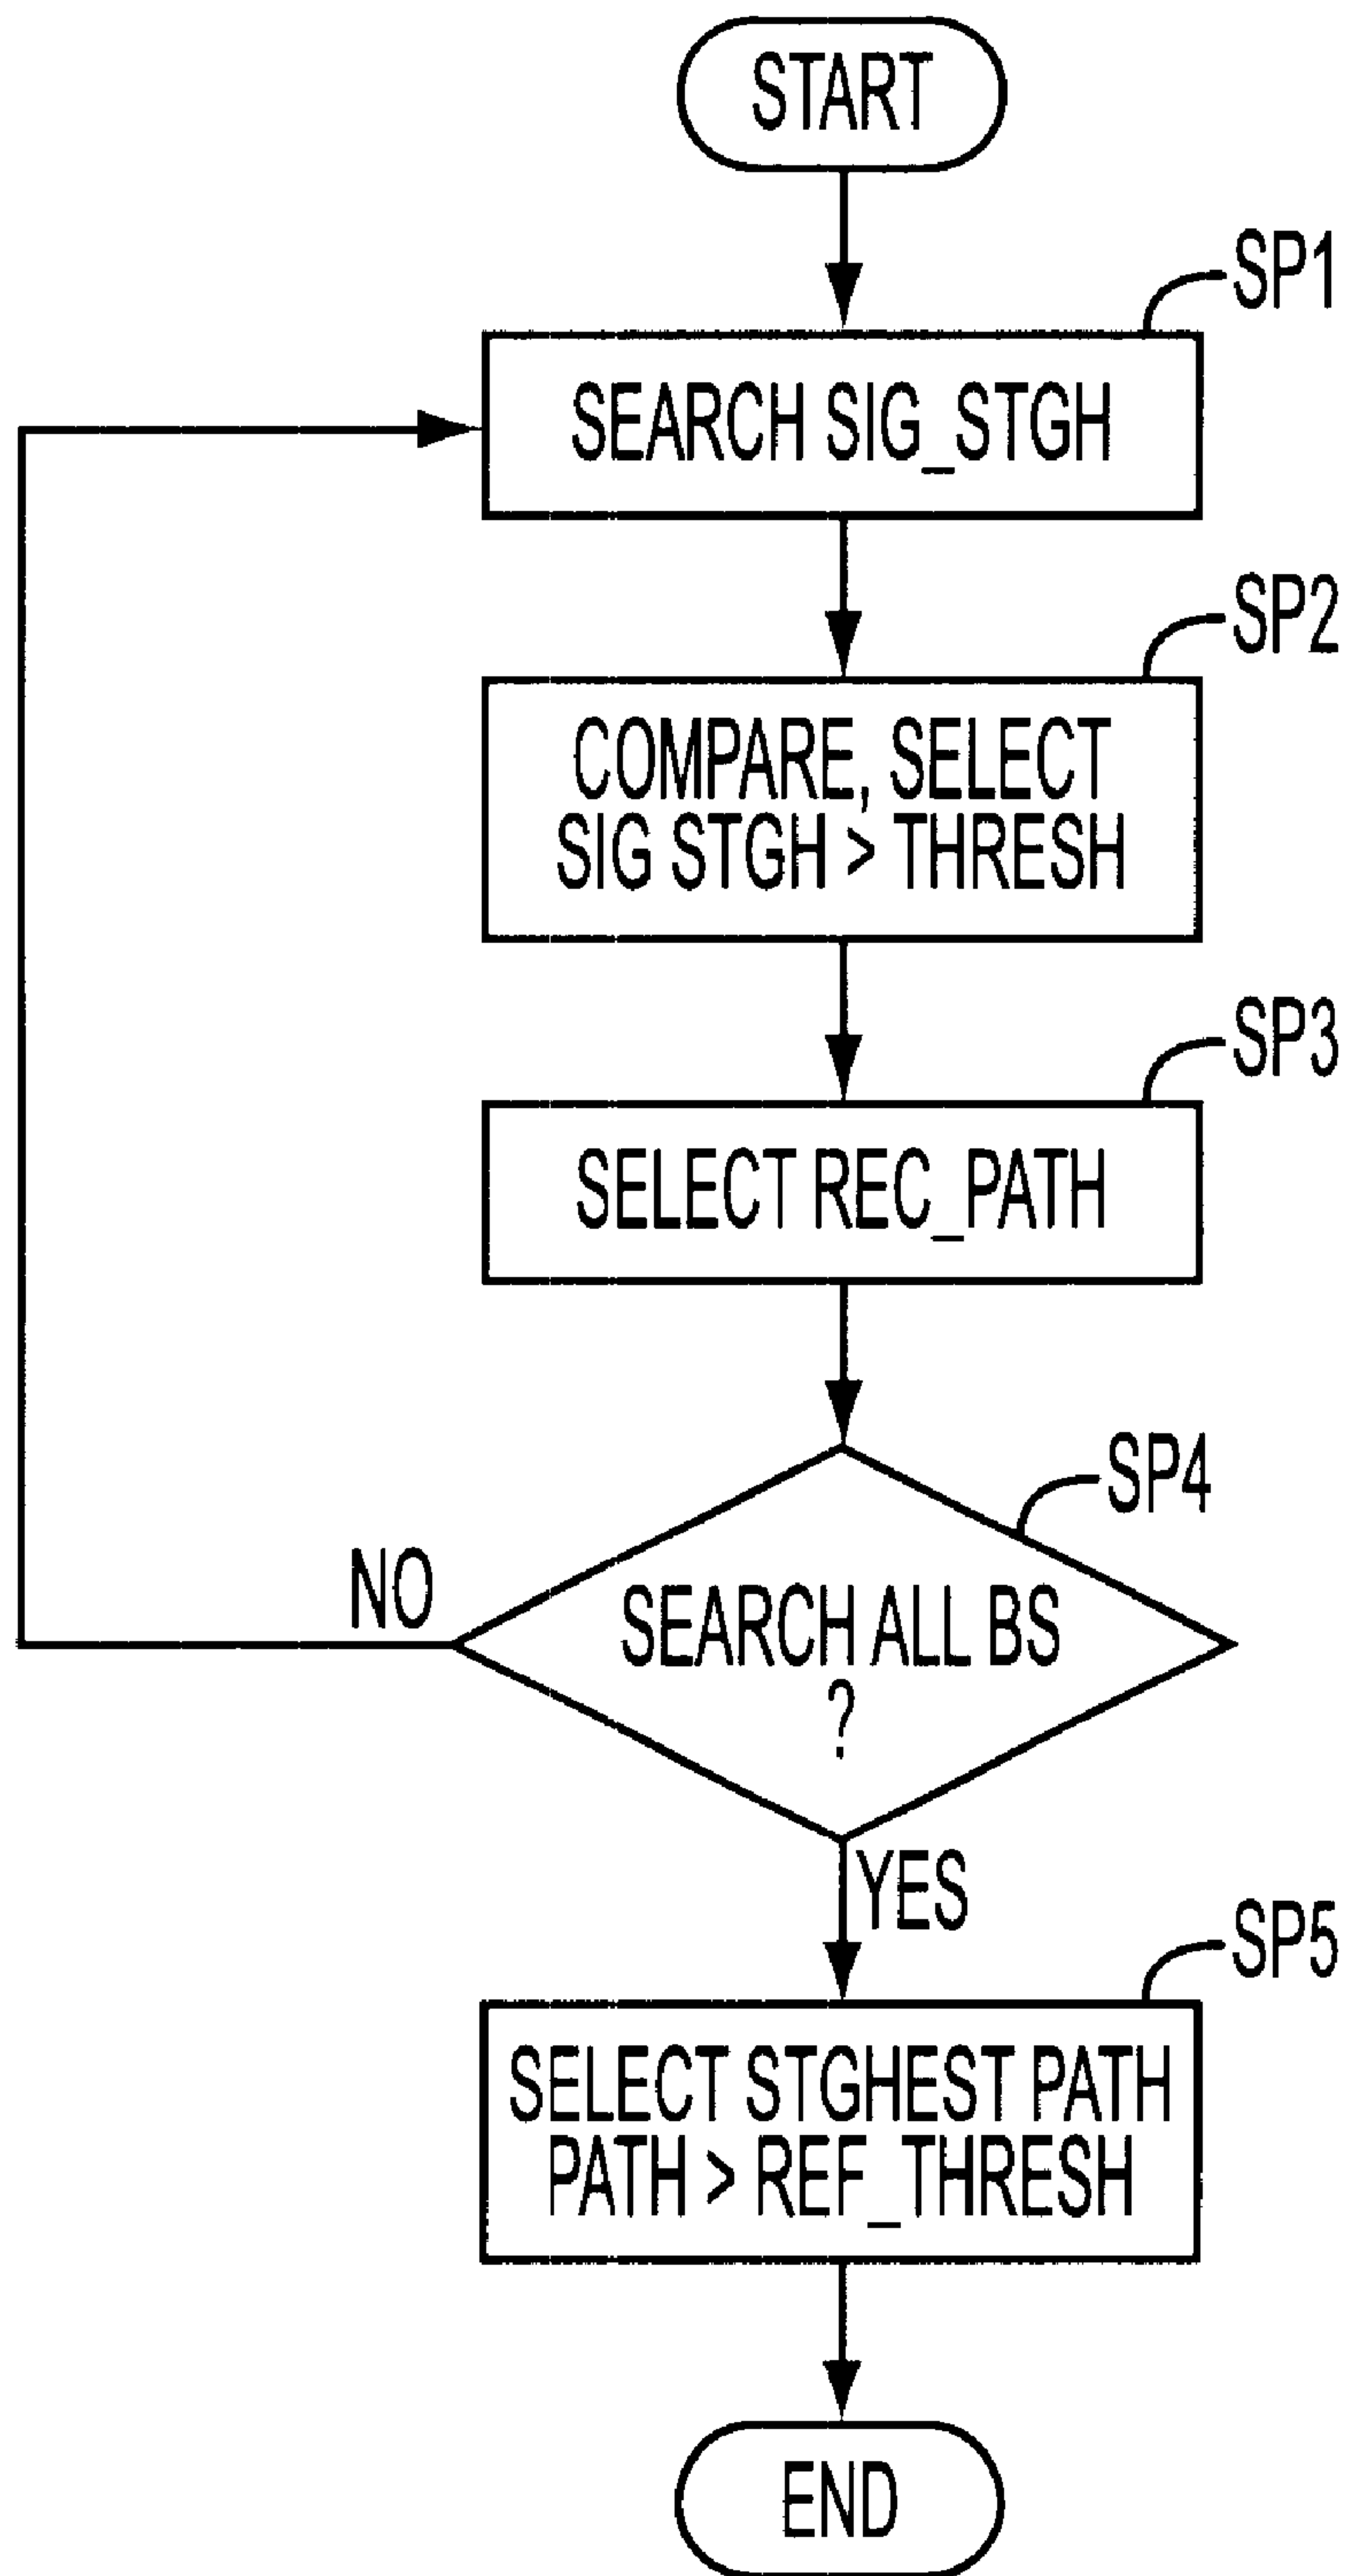 START
SP1
SEARCH SIG_STGH
SP2
COMPARE, SELECT
SIG STGH > THRESH
SP3
SELECT REC_PATH
SP4
NO
SEARCH ALL BS
?
YES
SP5
SELECT STGHEST PATH
PATH > REF_THRESH
END